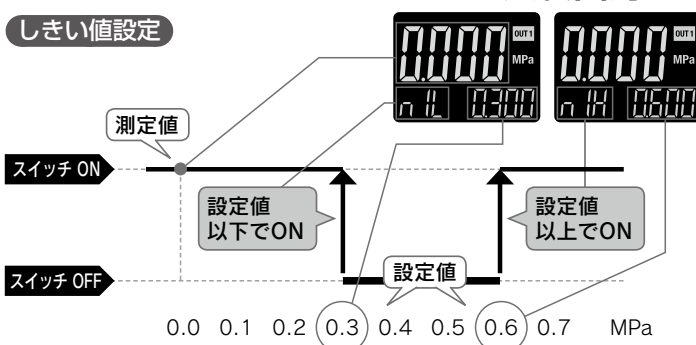 しきい値設定
0.000
OUT1
MPa
n 1L
0.300
0.000
OUT1
MPa
n 1H
0.600
測定値
スイッチ ON
設定値
以下でON
設定値
以上でON
スイッチ OFF
設定値
0.0 0.1 0.2 0.3 0.4 0.5 0.6 0.7 MPa